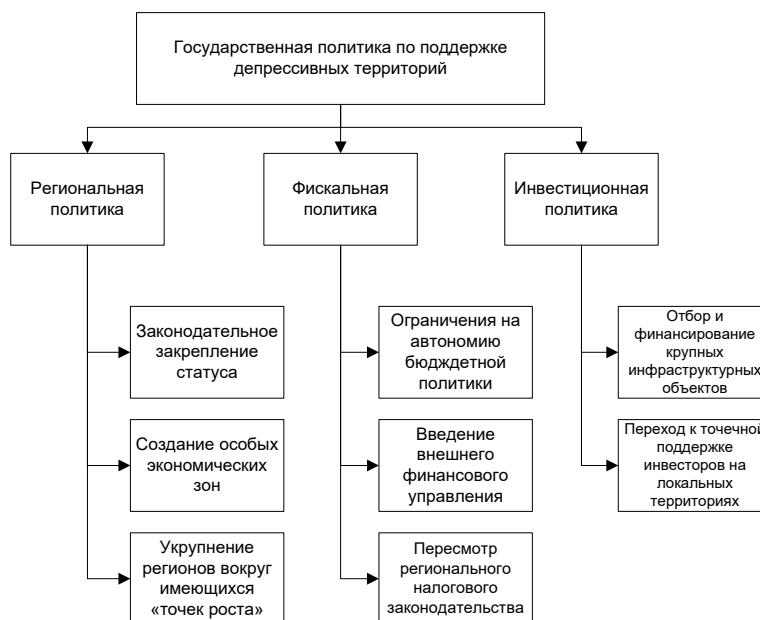 Государственная политика по поддержке
депрессивных территорий
Региональная
политика
Фискальная
политика
Инвестиционная
политика
Законодательное
закрепление
статуса
Создание особых
экономических
зон
Укрупнение
регионов вокруг
имеющихся
«точек роста»
Ограничения на
автономию
бюдждетной
политики
Введение
внешнего
финансового
управления
Пересмотр
регионального
налогового
законодательства
Отбор и
финансирование
крупных
инфраструктурных
объектов
Переход к точечной
поддержке
инвесторов на
локальных
территориях